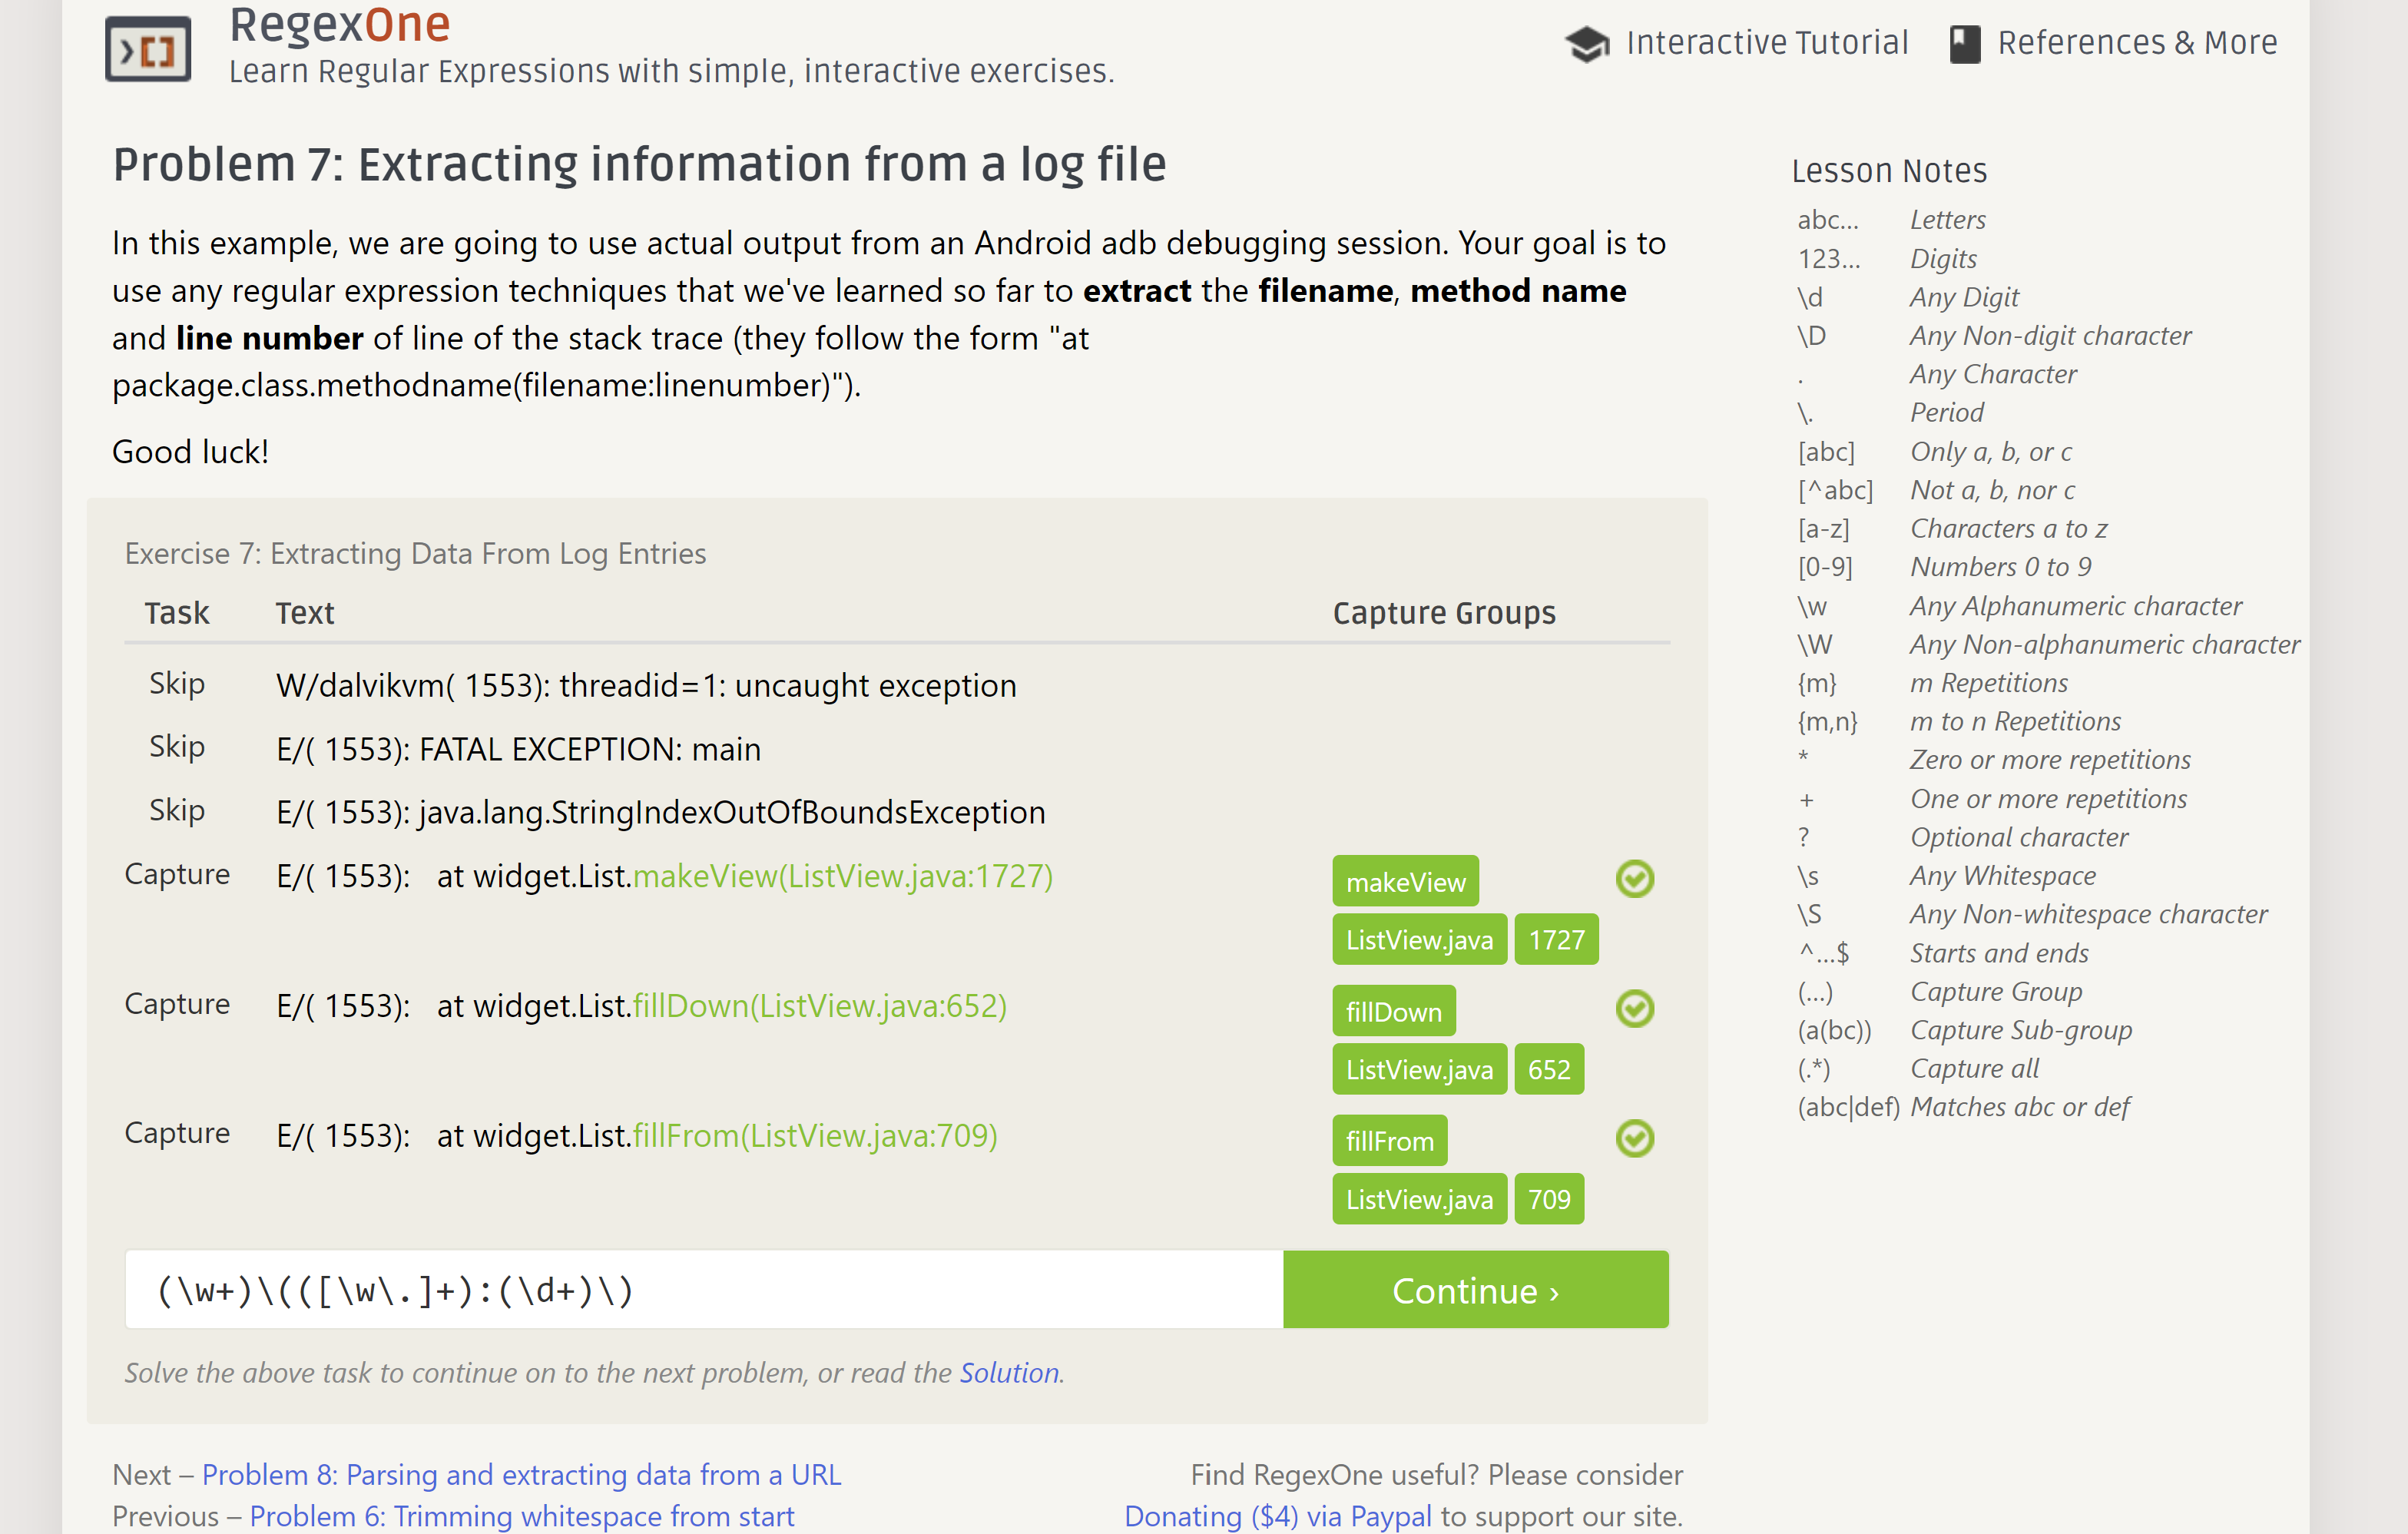 RegexOne
Learn Regular Expressions with simple, interactive exercises.
Interactive Tutorial
References & More
Problem 7: Extracting information from a log file
In this example, we are going to use actual output from an Android adb debugging session. Your goal is to
use any regular expression techniques that we've learned so far to extract the filename, method name
and line number of line of the stack trace (they follow the form "at
package.class.methodname(filename:linenumber)").
Good luck!
Exercise 7: Extracting Data From Log Entries
Task Text Capture Groups
Skip W/dalvikvm( 1553): threadid=1: uncaught exception
Skip E/( 1553): FATAL EXCEPTION: main
Skip E/( 1553): java.lang.StringIndexOutOfBoundsException
Capture E/( 1553):   at widget.List.makeView(ListView.java:1727) makeView
ListView.java 1727
Capture E/( 1553):   at widget.List.fillDown(ListView.java:652) fillDown
ListView.java 652
Capture E/( 1553):   at widget.List.fillFrom(ListView.java:709) fillFrom
ListView.java 709
(\w+)\(([\w\.]+):(\d+)\)
Continue ›
Solve the above task to continue on to the next problem, or read the Solution.
Next – Problem 8: Parsing and extracting data from a URL
Previous – Problem 6: Trimming whitespace from start
Find RegexOne useful? Please consider
Donating ($4) via Paypal to support our site.
Lesson Notes
abc… Letters
123… Digits
\d Any Digit
\D Any Non-digit character
. Any Character
\. Period
[abc] Only a, b, or c
[^abc] Not a, b, nor c
[a-z] Characters a to z
[0-9] Numbers 0 to 9
\w Any Alphanumeric character
\W Any Non-alphanumeric character
{m} m Repetitions
{m,n} m to n Repetitions
* Zero or more repetitions
+ One or more repetitions
? Optional character
\s Any Whitespace
\S Any Non-whitespace character
^…$ Starts and ends
(…) Capture Group
(a(bc)) Capture Sub-group
(.*) Capture all
(abc|def) Matches abc or def